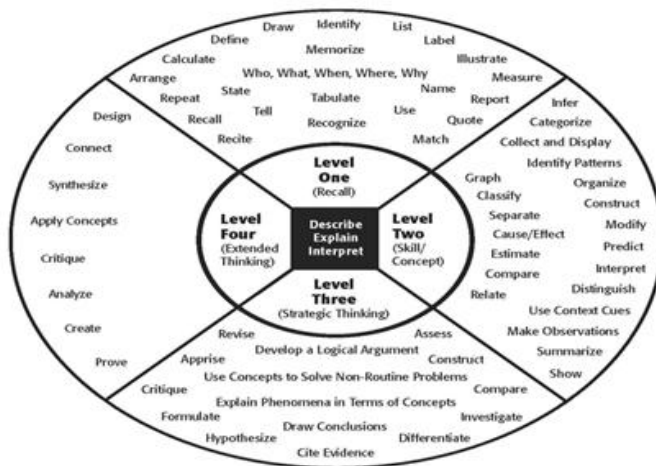 Draw
Identify
List
Define
Label
Memorize
Calculate
Illustrate
Arrange
Who, What, When, Where, Why
Measure
State
Name
Repeat
Tabulate
Report
Tell
Use
Recall
Recognize
Quote
Recite
Match
Level
One
(Recall)
Design
Connect
Synthesize
Apply Concepts
Critique
Analyze
Create
Prove
Level
Four
(Extended
Thinking)
Describe
Explain
Interpret
Level
Two
(Skill/
Concept)
Infer
Categorize
Collect and Display
Identify Patterns
Graph
Organize
Classify
Construct
Separate
Modify
Cause/Effect
Predict
Estimate
Interpret
Compare
Distinguish
Relate
Use Context Cues
Make Observations
Summarize
Show
Level
Three
(Strategic Thinking)
Revise
Assess
Develop a Logical Argument
Apprise
Construct
Use Concepts to Solve Non-Routine Problems
Critique
Compare
Explain Phenomena in Terms of Concepts
Formulate
Investigate
Draw Conclusions
Hypothesize
Differentiate
Cite Evidence